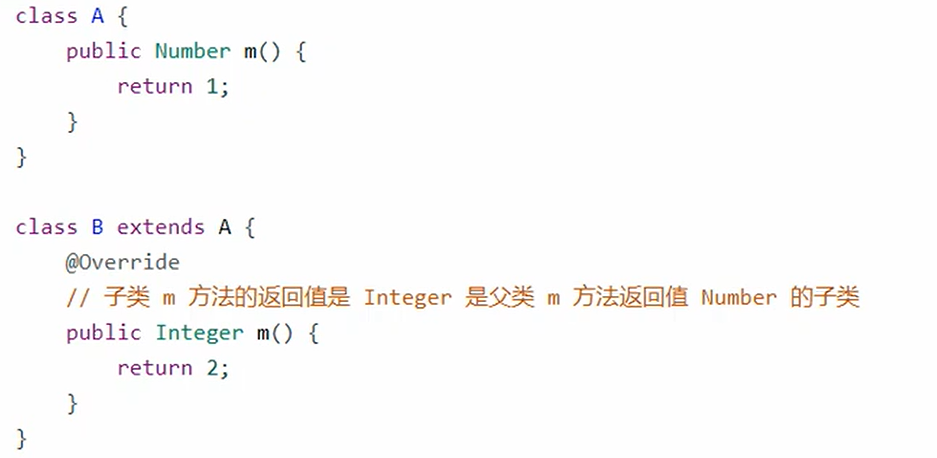 class A {
    public Number m() {
        return 1;
    }
}
class B extends A {
    @Override
    // 子类 m 方法的返回值是 Integer 是父类 m 方法返回值 Number 的子类
    public Integer m() {
        return 2;
    }
}